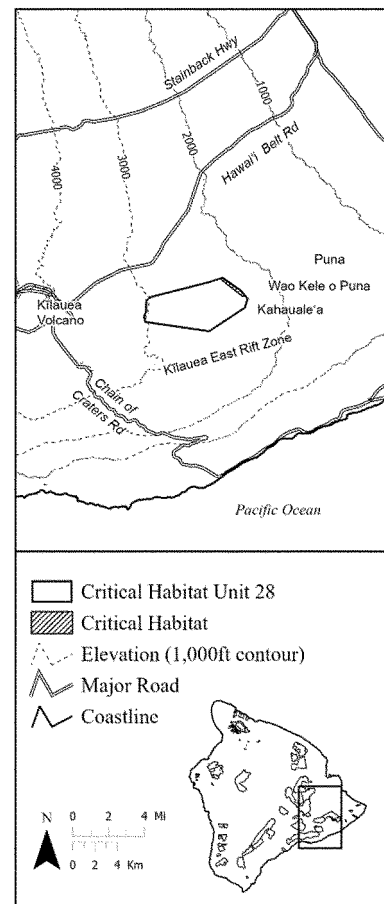 Stainback Hwy
1000
2000
3000
4000
Hawai‘i Belt Rd
Puna
Wao Kele o Puna
Kahauale‘a
Kīlauea
Volcano
Kīlauea East Rift Zone
Chain of
Craters Rd
Pacific Ocean
Critical Habitat Unit 28
Critical Habitat
Elevation (1,000ft contour)
Major Road
Coastline
N
0 2 4 Mi
0 2 4 Km